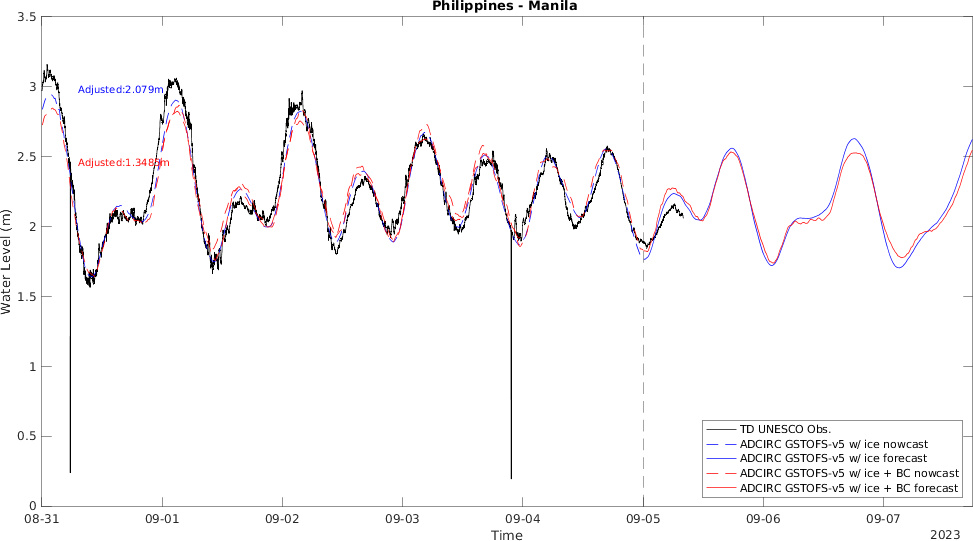 Philippines - Manila
3.5
3
2.5
2
1.5
1
0.5
0
Water Level (m)
Adjusted:2.079m
Adjusted:1.3483m
TD UNESCO Obs.
ADCIRC GSTOFS-v5 w/ ice nowcast
ADCIRC GSTOFS-v5 w/ ice forecast
ADCIRC GSTOFS-v5 w/ ice + BC nowcast
ADCIRC GSTOFS-v5 w/ ice + BC forecast
08-31 09-01 09-02 09-03 09-04 09-05 09-06 09-07
Time
2023